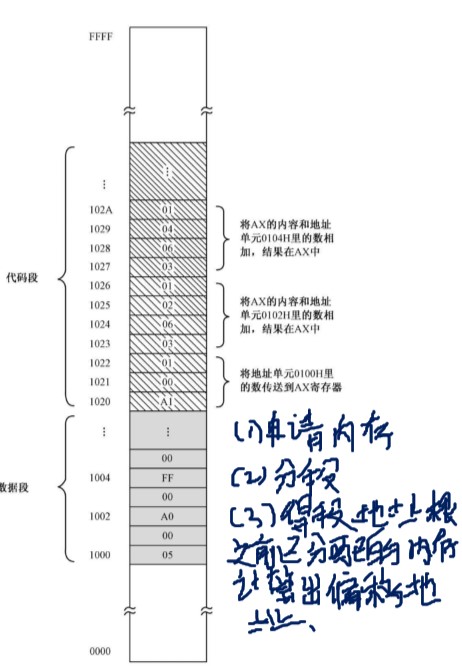 FFFF
⋮
⋮
102A 01
1029 04
1028 06
1027 03
将AX的内容和地址
单元0104H里的数相
加，结果在AX中
代码段
1026 01
1025 02
1024 06
1023 03
将AX的内容和地址
单元0102H里的数相
加，结果在AX中
1022 01
1021 00
1020 A1
将地址单元0100H里
的数传送到AX寄存器
⋮ ⋮
00
1004 FF
00
1002 A0
00
1000 05
数据段
0000
(1)申请内存
(2)分段
(3)得段地址根
之前已分配的内存
计算出偏移地
址、